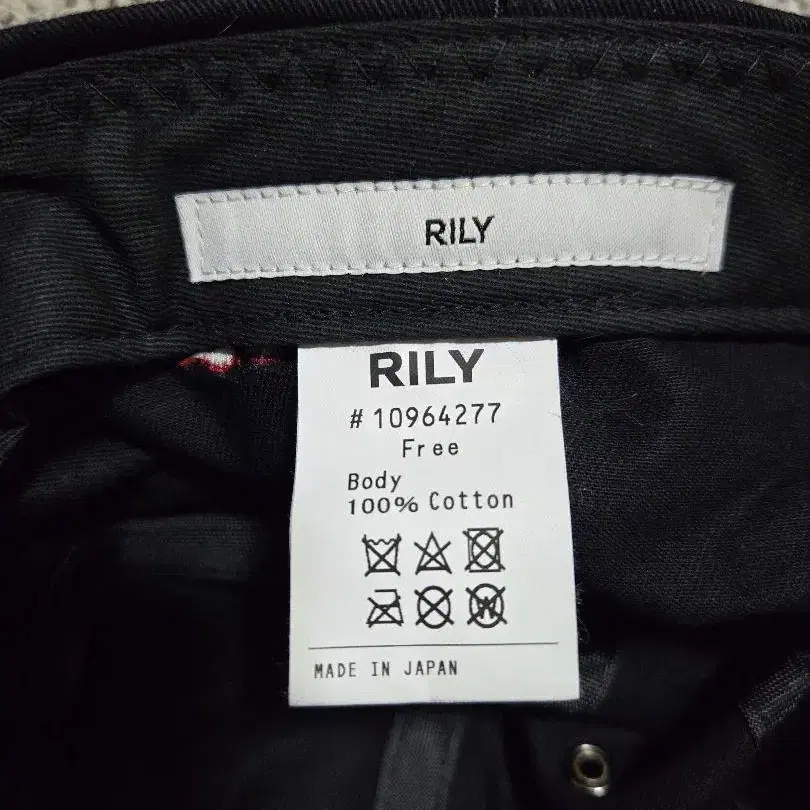 RILY
RILY
#10964277
Free
Body
100% Cotton
W
MADE IN JAPAN